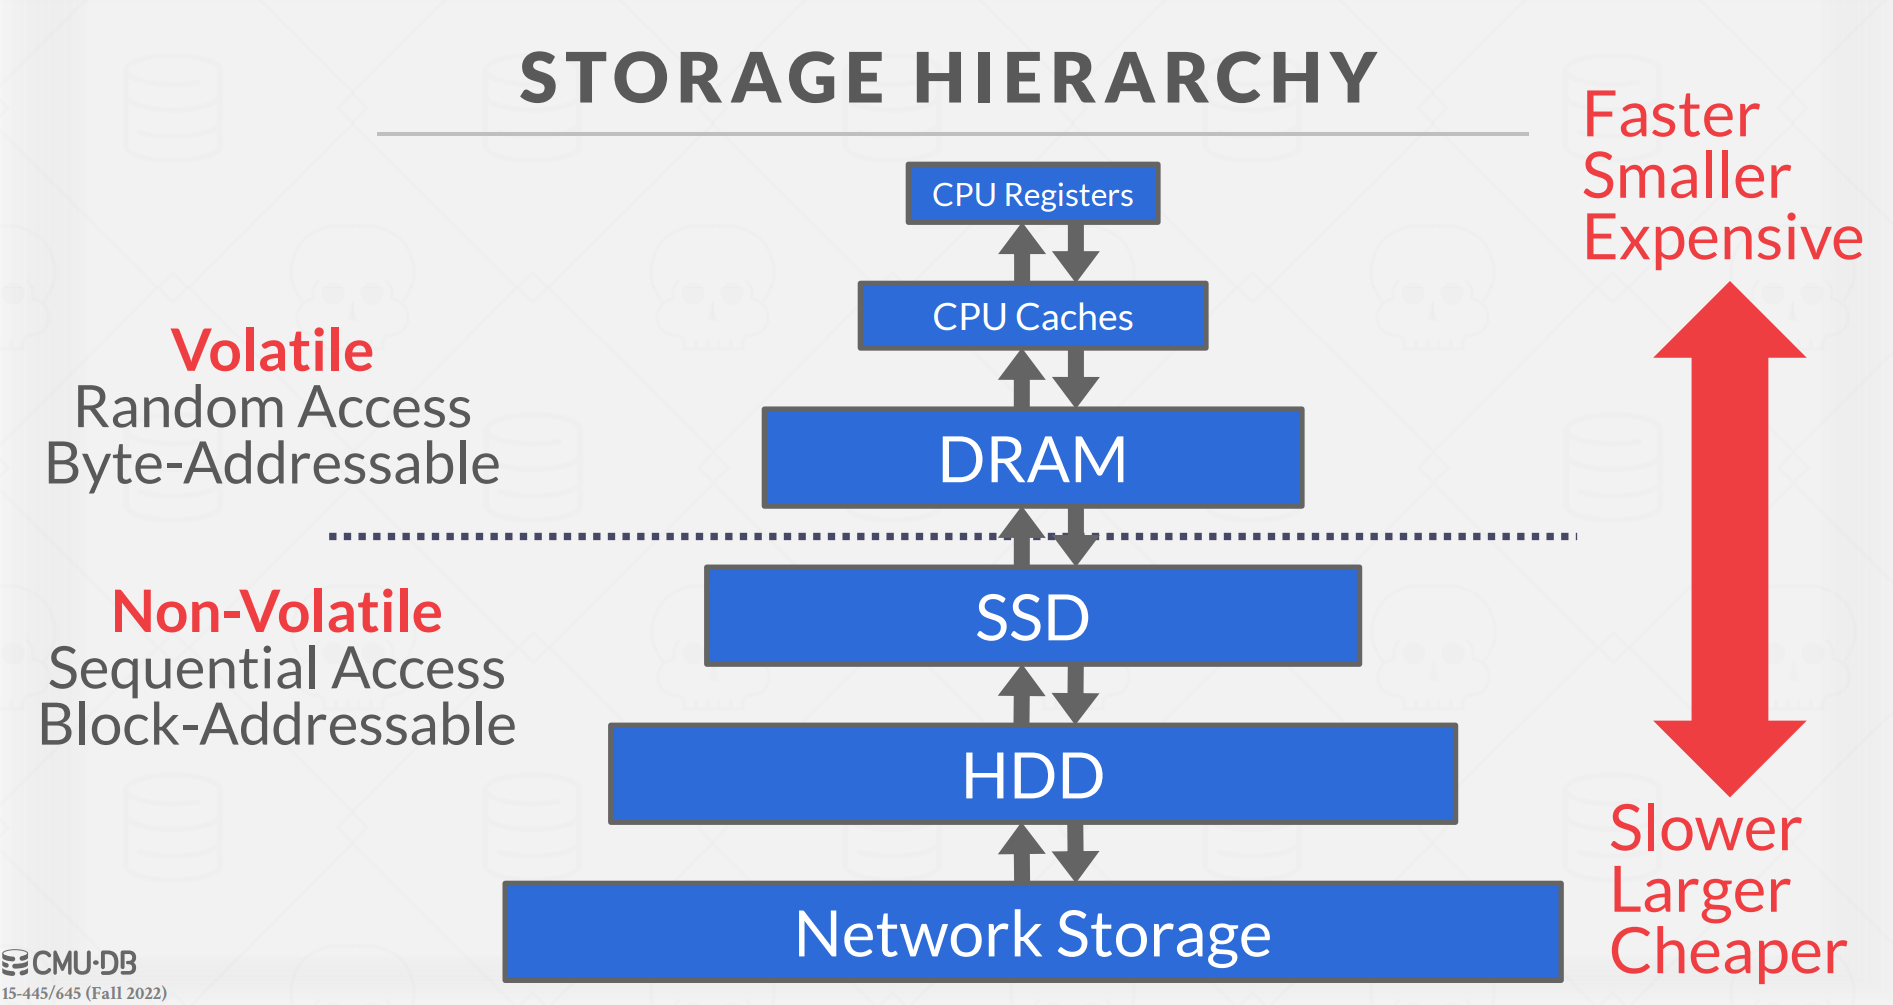 STORAGE HIERARCHY
Faster
Smaller
Expensive
CPU Registers
CPU Caches
Volatile
Random Access
Byte-Addressable
DRAM
Non-Volatile
Sequential Access
Block-Addressable
SSD
HDD
Network Storage
Slower
Larger
Cheaper
CMU·DB
15-445/645 (Fall 2022)